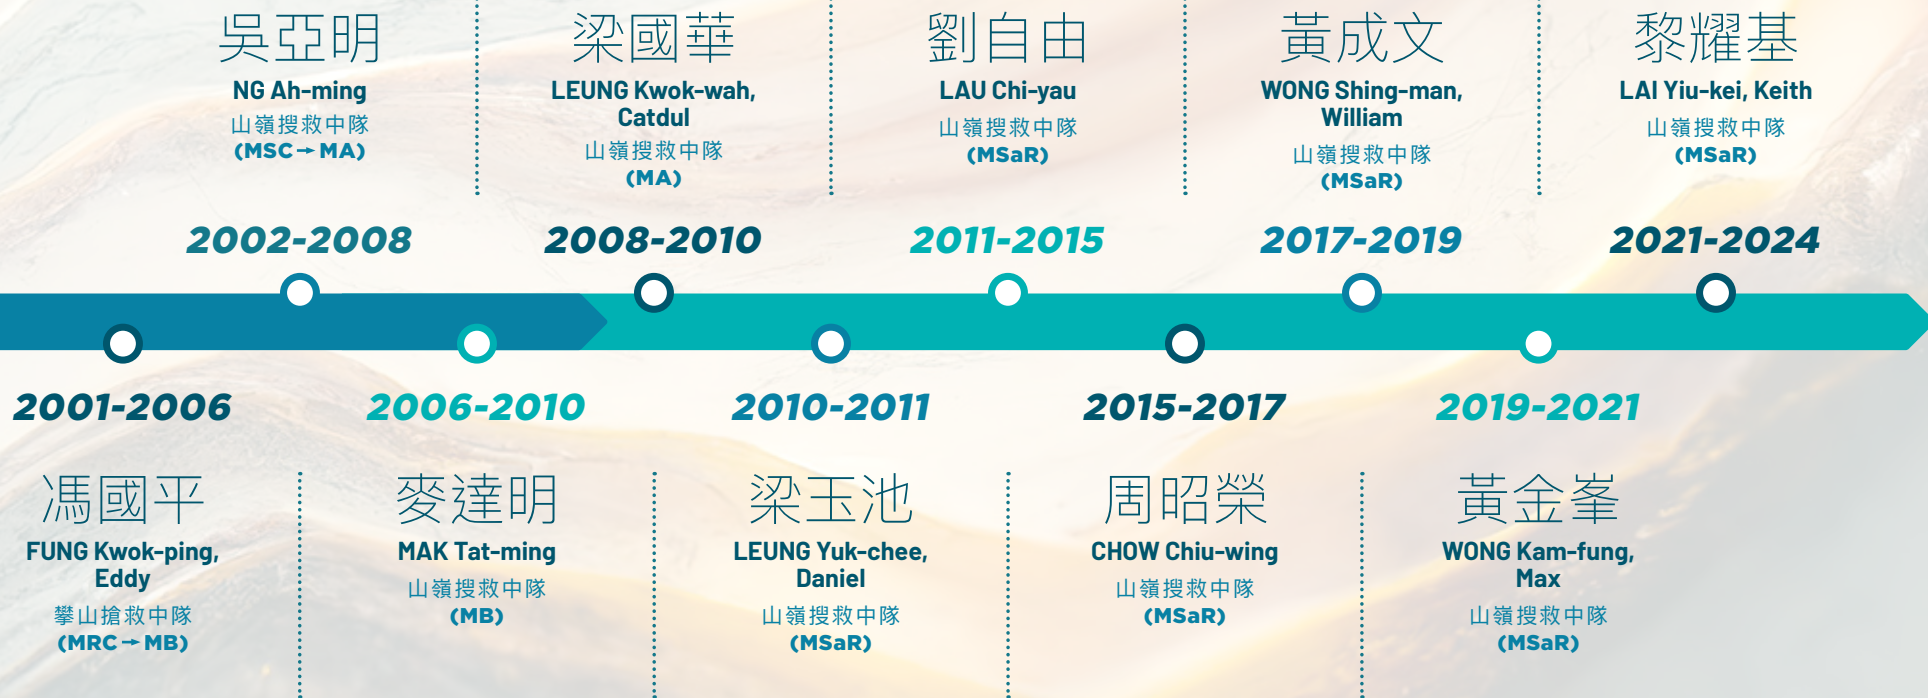 吳亞明
NG Ah-ming
山嶺搜救中隊
(MSC→MA)
2002-2008
梁國華
LEUNG Kwok-wah,
Catdul
山嶺搜救中隊
(MA)
2008-2010
劉自由
LAU Chi-yau
山嶺搜救中隊
(MSaR)
2011-2015
黃成文
WONG Shing-man,
William
山嶺搜救中隊
(MSaR)
2017-2019
黎耀基
LAI Yiu-kei, Keith
山嶺搜救中隊
(MSaR)
2021-2024
2001-2006
馮國平
FUNG Kwok-ping,
Eddy
攀山搶救中隊
(MRC→MB)
2006-2010
麥達明
MAK Tat-ming
山嶺搜救中隊
(MB)
2010-2011
梁玉池
LEUNG Yuk-chee,
Daniel
山嶺搜救中隊
(MSaR)
2015-2017
周昭榮
CHOW Chiu-wing
山嶺搜救中隊
(MSaR)
2019-2021
黃金峯
WONG Kam-fung,
Max
山嶺搜救中隊
(MSaR)